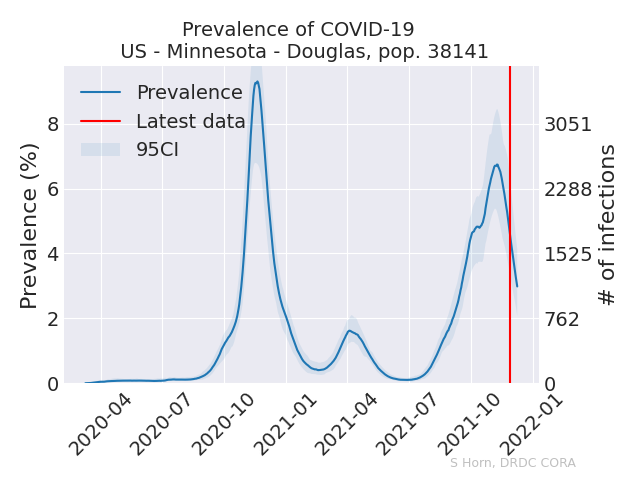 Prevalence of COVID-19
US - Minnesota - Douglas, pop. 38141
Prevalence
Latest data
95CI
Prevalence (%)
8
6
4
2
0
3051
2288
1525
762
0
# of infections
2020-04
2020-07
2020-10
2021-01
2021-04
2021-07
2021-10
2022-01
S Horn, DRDC CORA